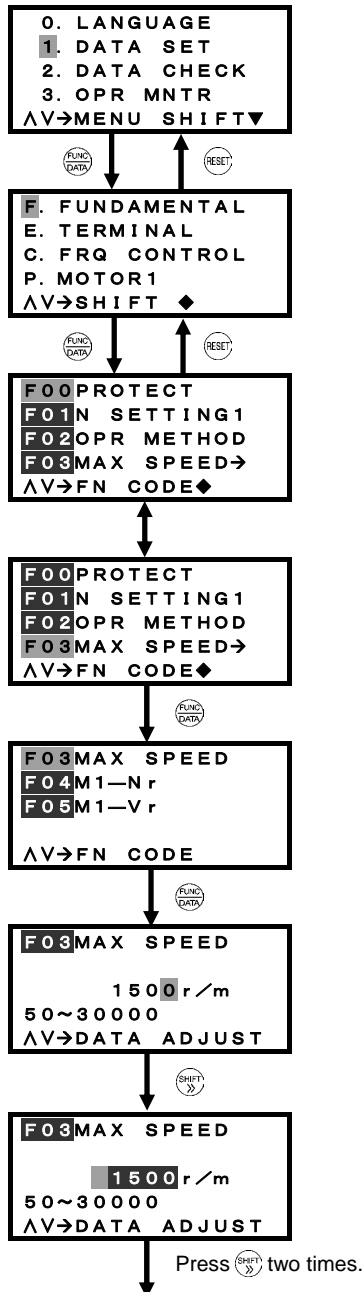 0. LANGUAGE
1. DATA SET
2. DATA CHECK
3. OPR MNTR
∧∨→MENU SHIFT▼
FUNC
DATA
RESET
F. FUNDAMENTAL
E. TERMINAL
C. FRQ CONTROL
P. MOTOR1
∧∨→SHIFT ◆
FUNC
DATA
RESET
F00PROTECT
F01N SETTING1
F02OPR METHOD
F03MAX SPEED→
∧∨→FN CODE◆
F00PROTECT
F01N SETTING1
F02OPR METHOD
F03MAX SPEED→
∧∨→FN CODE◆
FUNC
DATA
F03MAX SPEED
F04M1—Nr
F05M1—Vr
∧∨→FN CODE
FUNC
DATA
F03MAX SPEED
1500r/m
50~30000
∧∨→DATA ADJUST
SHIFT
»
F03MAX SPEED
1500r/m
50~30000
∧∨→DATA ADJUST
Press SHIFT » two times.